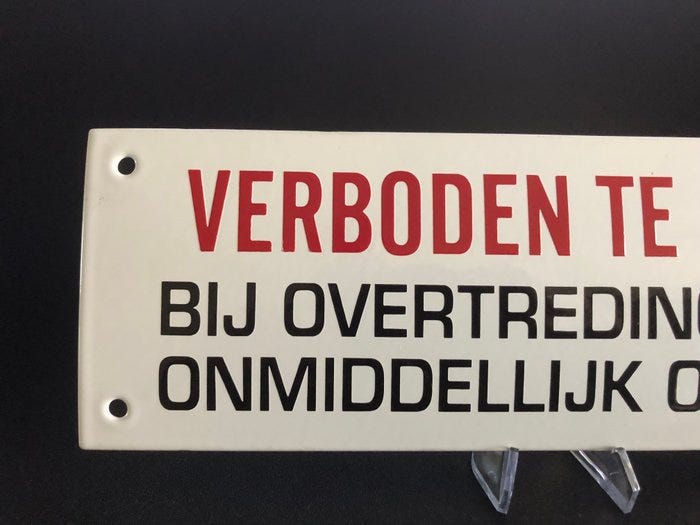 VERBODEN TE
BIJ OVERTREDING
ONMIDDELLIJK O